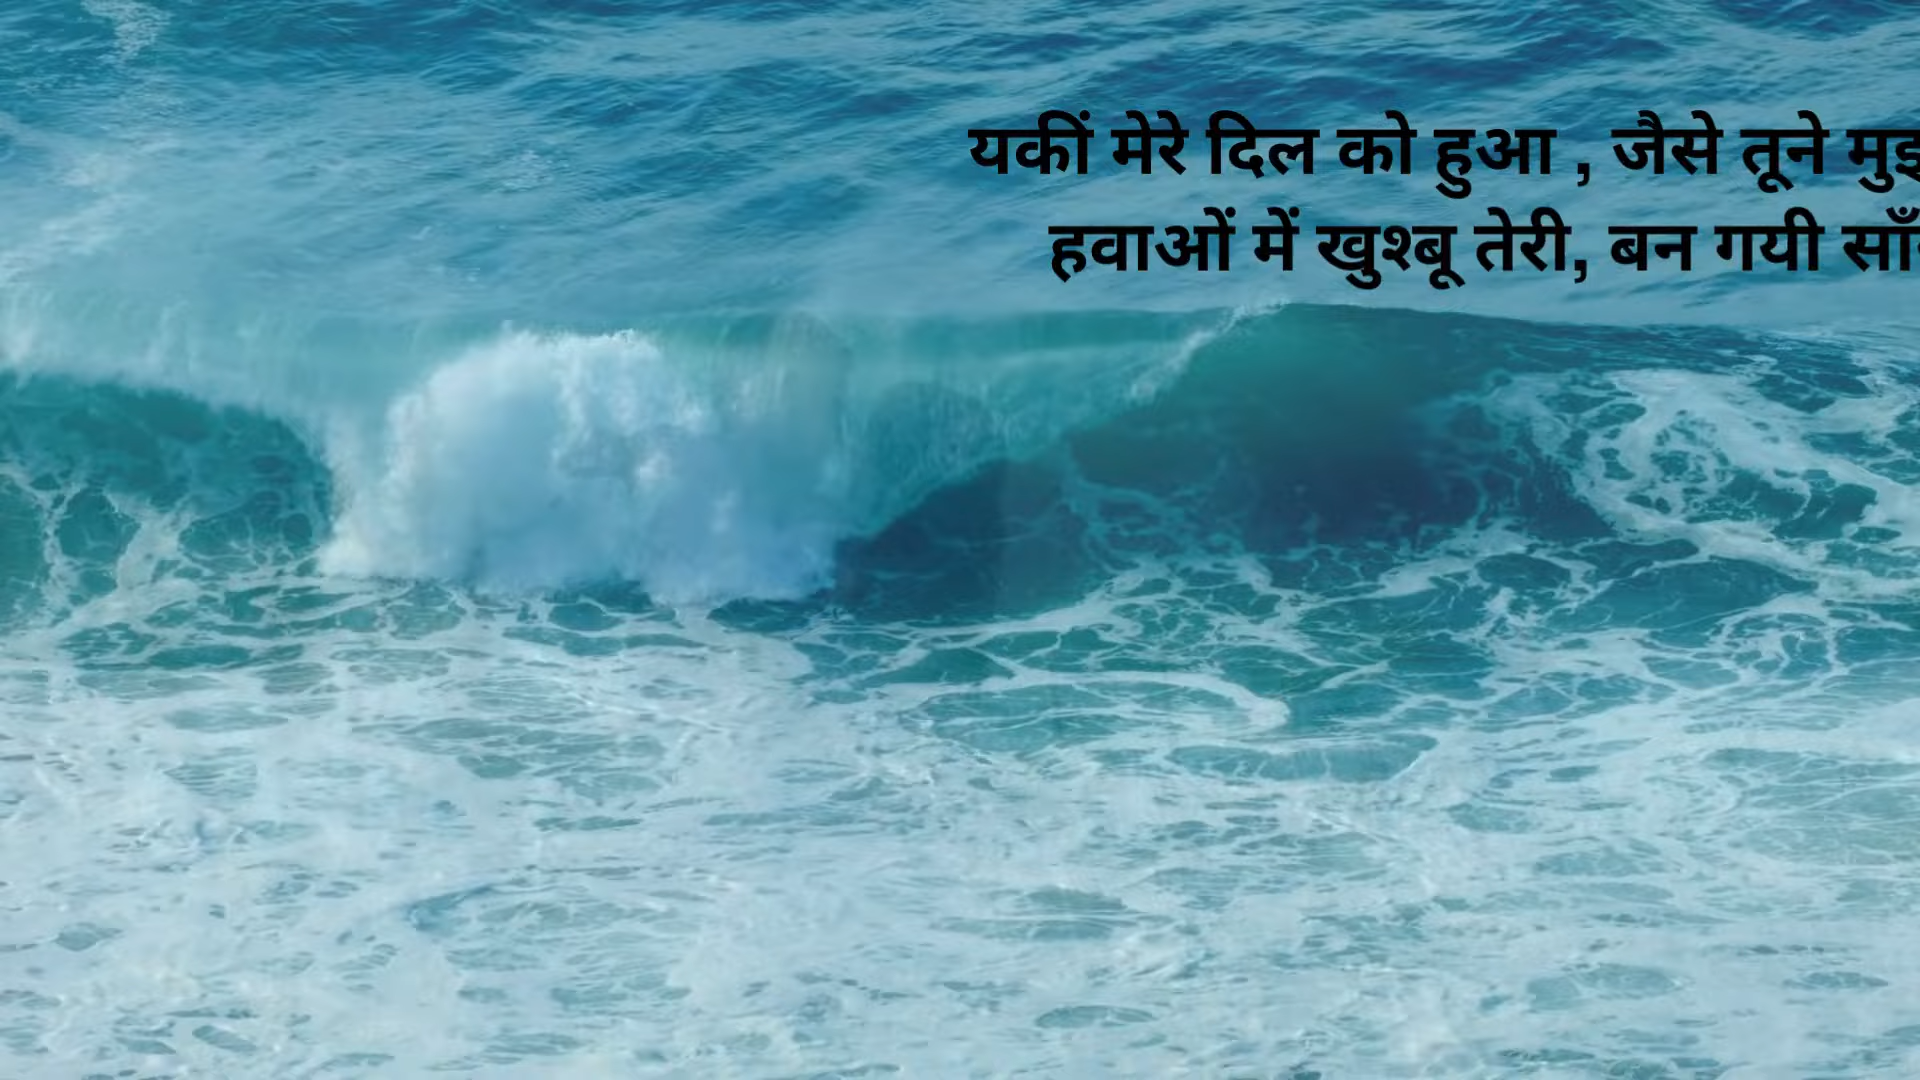 यकीं मेरे दिल को हुआ , जैसे तूने
हवाओं में खुश्बू तेरी, बन गयी